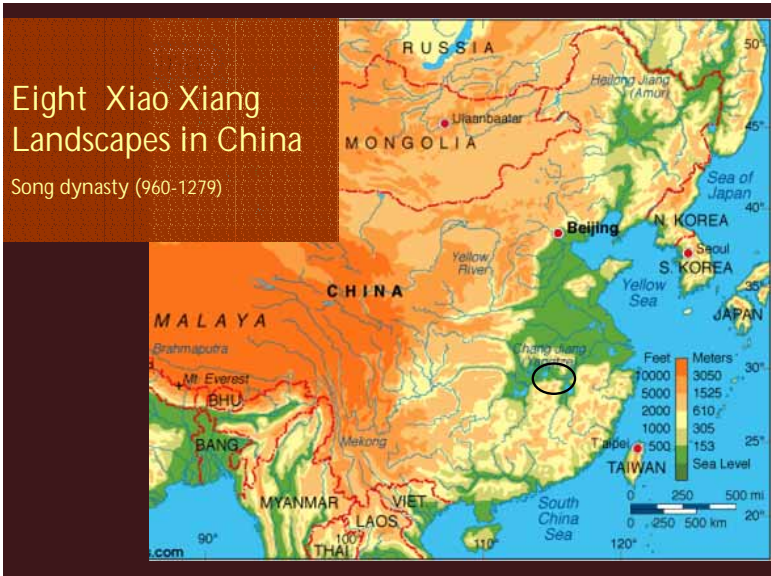 Eight Xiao Xiang
Landscapes in China
Song dynasty (960-1279)
RUSSIA
50°
Heilong Jiang
(Amur)
Ulaanbaatar
45°
MONGOLIA
Sea of
Japan
40°
N. KOREA
Beijing
Seoul
S. KOREA
Yellow
River
35°
CHINA
Yellow
Sea
JAPAN
MALAYA
Brahmaputra
Chang Jiang
Yangtze
Feet
Meters
30°
Mt. Everest
10000
3050
BHU
5000
1525
2000
610
1000
305
25°
BANG
Mekong
500
153
T'aipei
Sea Level
TAIWAN
MYANMAR
VIET
0
250
500 mi
South
China
Sea
LAOS
0
250
500 km
20°
90°
100°
110°
120°
THAI
s.com